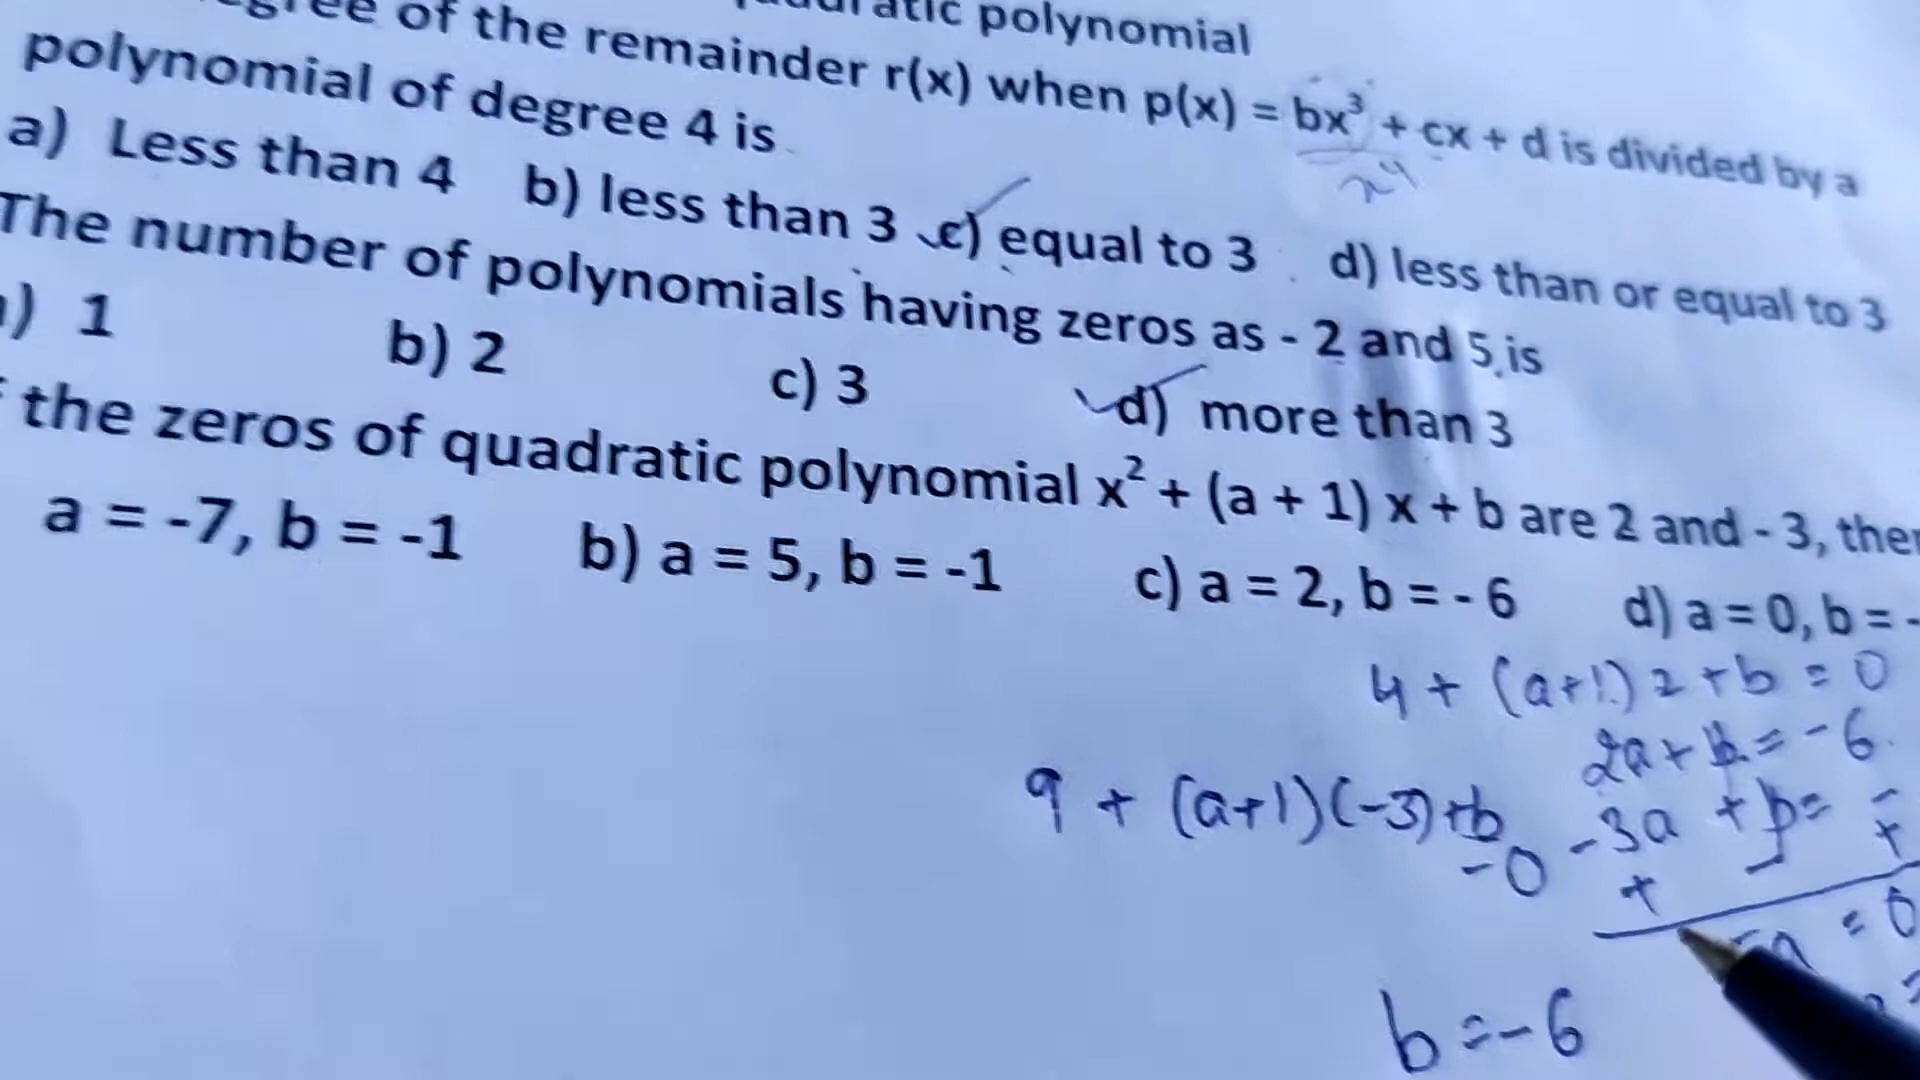 polynomial
of the remainder r(x) when p(x) = bx³ + cx + d is divided by a
polynomial of degree 4 is
x⁴
a) Less than 4 b) less than 3 c) equal to 3 d) less than or equal to 3
The number of polynomials having zeros as - 2 and 5 is
) 1 b) 2 c) 3 d) more than 3
the zeros of quadratic polynomial x² + (a + 1) x + b are 2 and - 3, then
a = -7, b = -1 b) a = 5, b = -1 c) a = 2, b = - 6 d) a = 0, b = -
4 + (a+1) 2 + b = 0
2a + b = -6
9 + (a+1)(-3)+b
=0
-3a + b = -
+ - +
5a = 0
b = -6